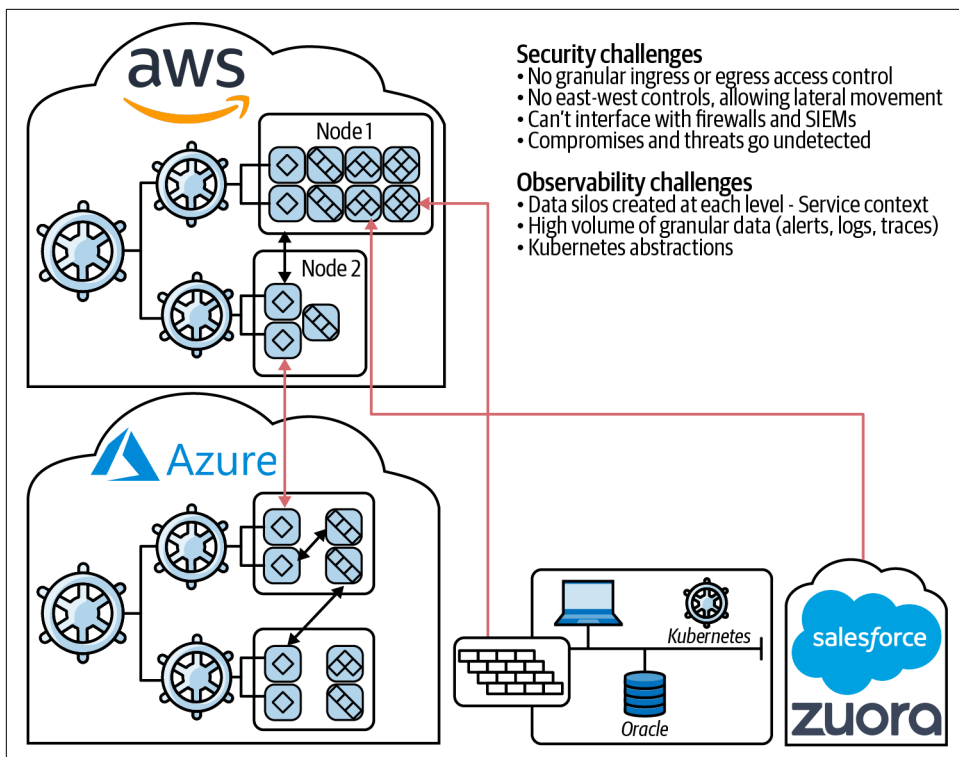 aws
Node 1
Node 2
Security challenges
• No granular ingress or egress access control
• No east-west controls, allowing lateral movement
• Can't interface with firewalls and SIEMs
• Compromises and threats go undetected
Observability challenges
• Data silos created at each level - Service context
• High volume of granular data (alerts, logs, traces)
• Kubernetes abstractions
Azure
Kubernetes
Oracle
salesforce
zuora